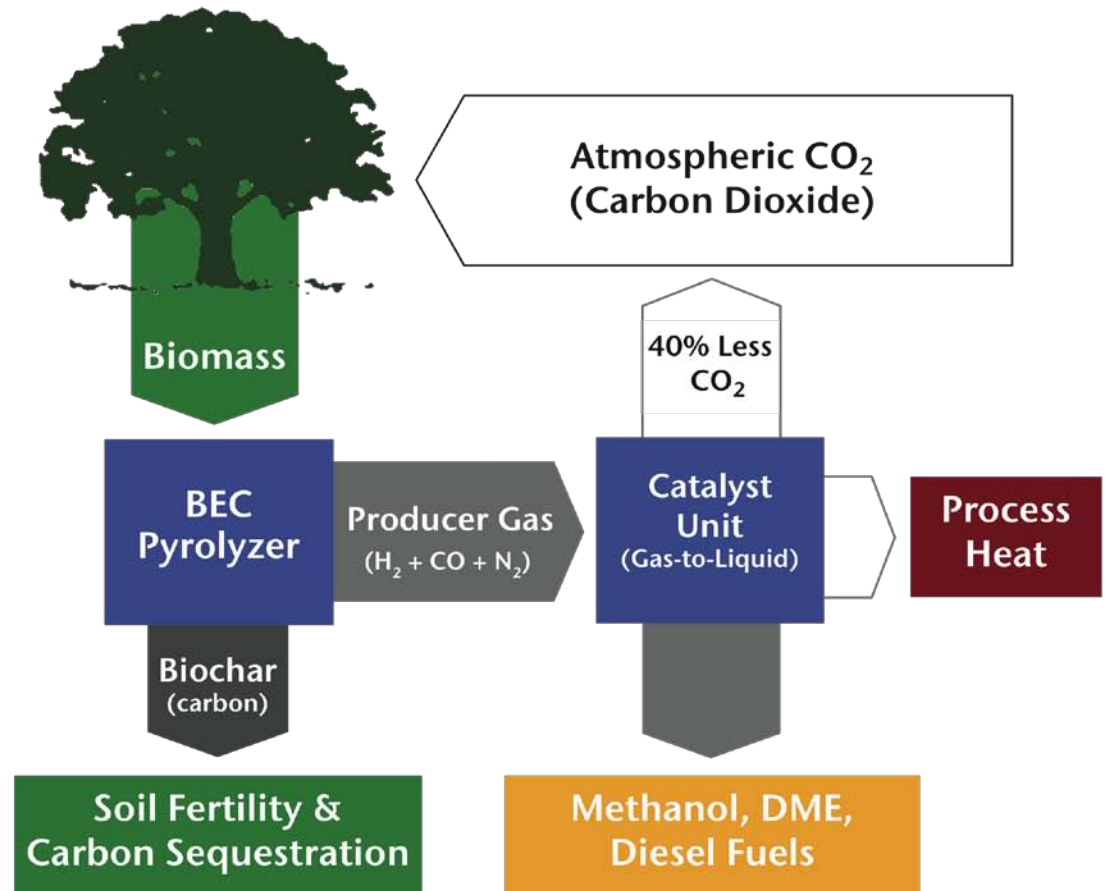 Atmospheric CO₂
(Carbon Dioxide)
Biomass
40% Less
CO₂
BEC
Pyrolyzer
Producer Gas
(H₂ + CO + N₂)
Catalyst
Unit
(Gas-to-Liquid)
Process
Heat
Biochar
(carbon)
Soil Fertility &
Carbon Sequestration
Methanol, DME,
Diesel Fuels